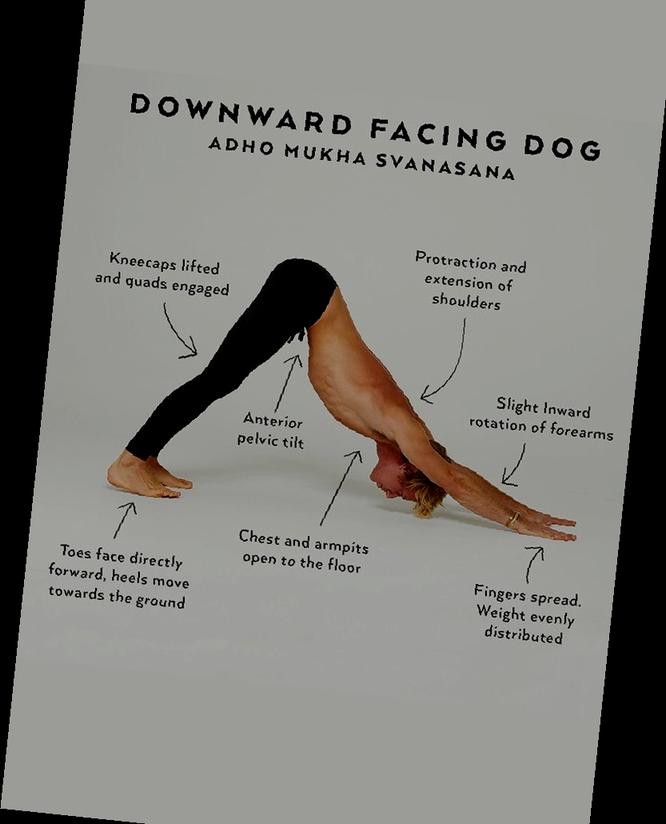 DOWNWARD FACING DOG
ADHO MUKHA SVANASANA
Kneecaps lifted
and quads engaged
Protraction and
extension of
shoulders
Slight Inward
rotation of forearms
Anterior
pelvic tilt
Chest and armpits
open to the floor
Toes face directly
forward, heels move
towards the ground
Fingers spread.
Weight evenly
distributed